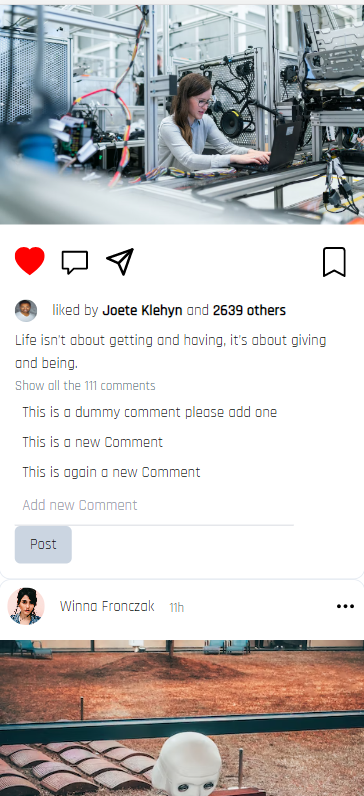 liked by Joete Klehyn and 2639 others
Life isn't about getting and having, it's about giving
and being.
Show all the 111 comments
This is a dummy comment please add one
This is a new Comment
This is again a new Comment
Add new Comment
Post
Winna Fronczak 11h